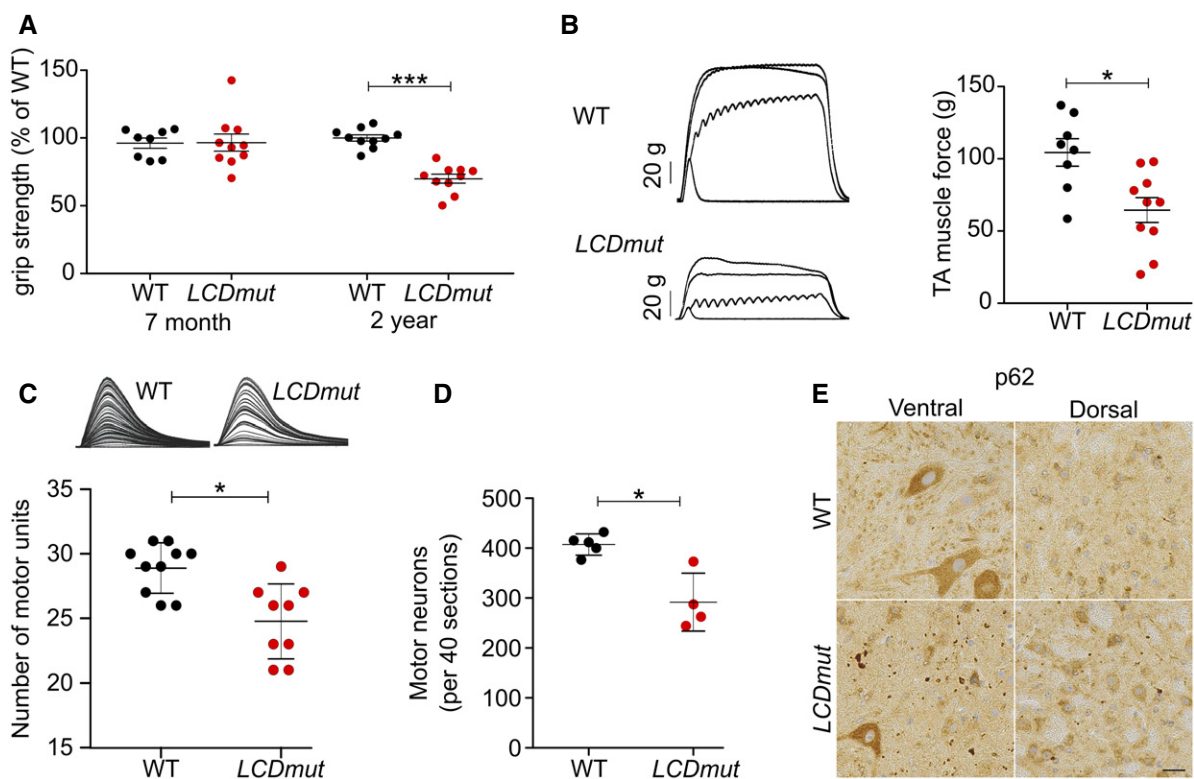 A
grip strength (% of WT)
150
100
50
0
***
WT LCDmut WT LCDmut
7 month 2 year
B
WT
20 g
LCDmut
20 g
TA muscle force (g)
150
100
50
0
*
WT LCDmut
C
WT LCDmut
Number of motor units
35
30
25
20
15
*
WT LCDmut
D
Motor neurons
(per 40 sections)
500
400
300
200
100
0
*
WT LCDmut
E
p62
Ventral Dorsal
WT
LCDmut